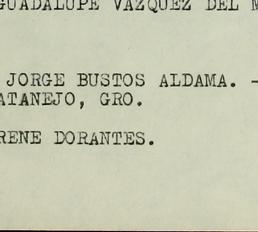 GUADALUPE VAZQUEZ DEL M
JORGE BUSTOS ALDAMA. -
ATANEJO, GRO.
RENE DORANTES.